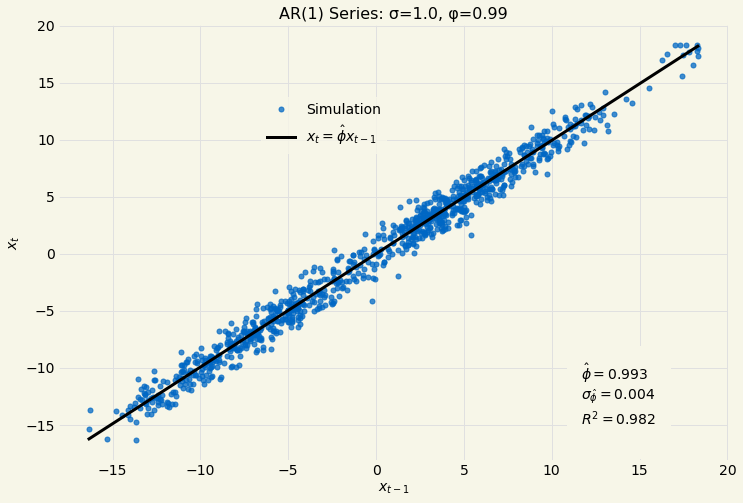 AR(1) Series: σ=1.0, φ=0.99
20
15
10
5
0
−5
−10
−15
x_t
Simulation
x_t = ϕ̂x_{t−1}
ϕ̂ = 0.993
σ_ϕ̂ = 0.004
R² = 0.982
−15 −10 −5 0 5 10 15 20
x_{t−1}